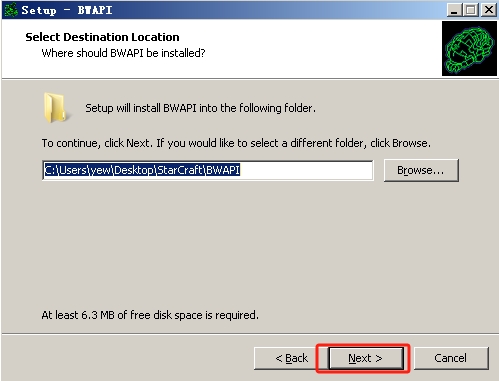 Setup - BWAPI
Select Destination Location
Where should BWAPI be installed?
Setup will install BWAPI into the following folder.
To continue, click Next. If you would like to select a different folder, click Browse.
C:\Users\yew\Desktop\StarCraft\BWAPI
Browse...
At least 6.3 MB of free disk space is required.
< Back
Next >
Cancel